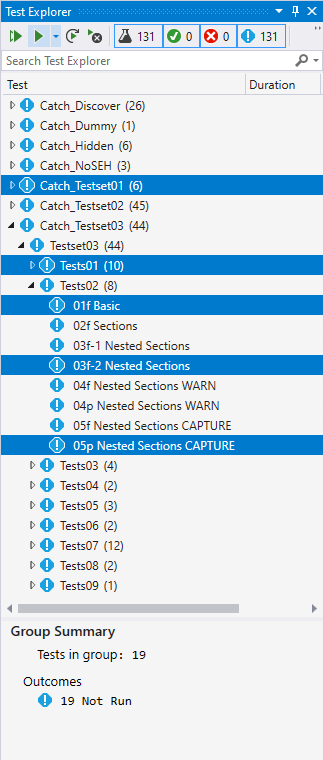 Test Explorer
131 0 0 131
Search Test Explorer
Test Duration
Catch_Discover (26)
Catch_Dummy (1)
Catch_Hidden (6)
Catch_NoSEH (3)
Catch_Testset01 (6)
Catch_Testset02 (45)
Catch_Testset03 (44)
Testset03 (44)
Tests01 (10)
Tests02 (8)
01f Basic
02f Sections
03f-1 Nested Sections
03f-2 Nested Sections
04f Nested Sections WARN
04p Nested Sections WARN
05f Nested Sections CAPTURE
05p Nested Sections CAPTURE
Tests03 (4)
Tests04 (2)
Tests05 (3)
Tests06 (2)
Tests07 (12)
Tests08 (2)
Tests09 (1)
Group Summary
Tests in group: 19
Outcomes
19 Not Run